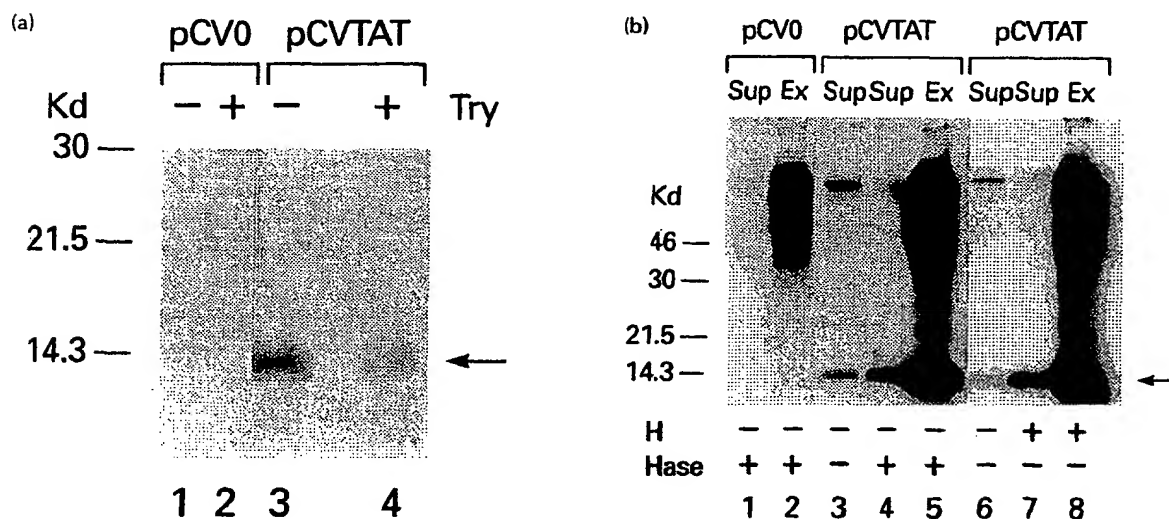 (a)
pCV0 pCVTAT
Kd − + − + Try
30
21.5
14.3
1 2 3 4
(b)
pCV0 pCVTAT pCVTAT
Sup Ex Sup Sup Ex Sup Sup Ex
Kd
46
30
21.5
14.3
H − − − − − − + +
Hase + + − + + − − −
1 2 3 4 5 6 7 8